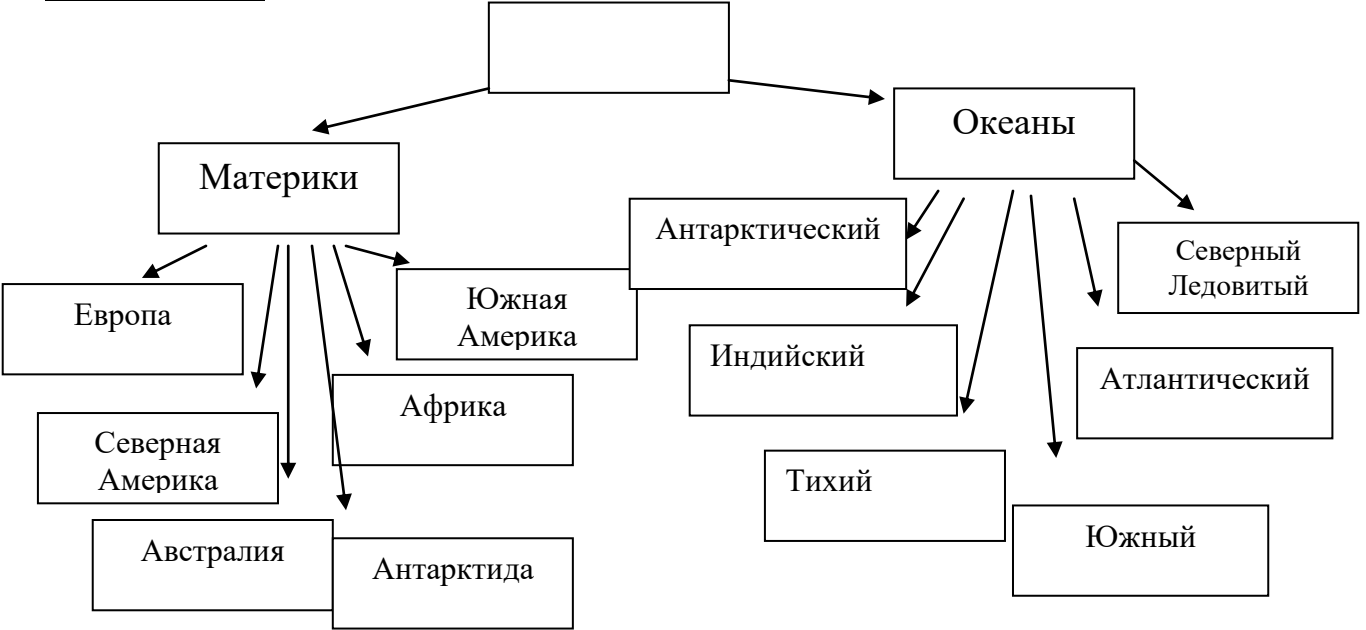 Океаны
Материки
Антарктический
Северный
Ледовитый
Европа
Южная
Америка
Индийский
Атлантический
Африка
Северная
Америка
Тихий
Австралия
Антарктида
Южный